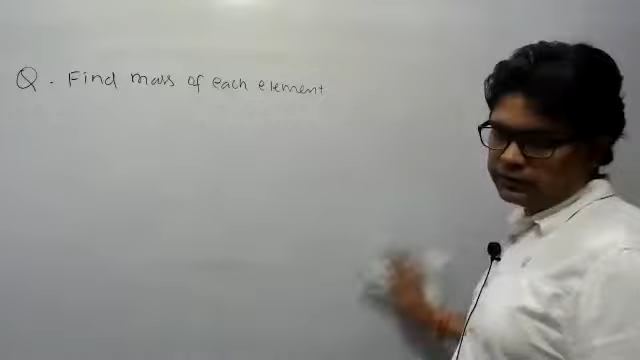 Q. Find mass of each element